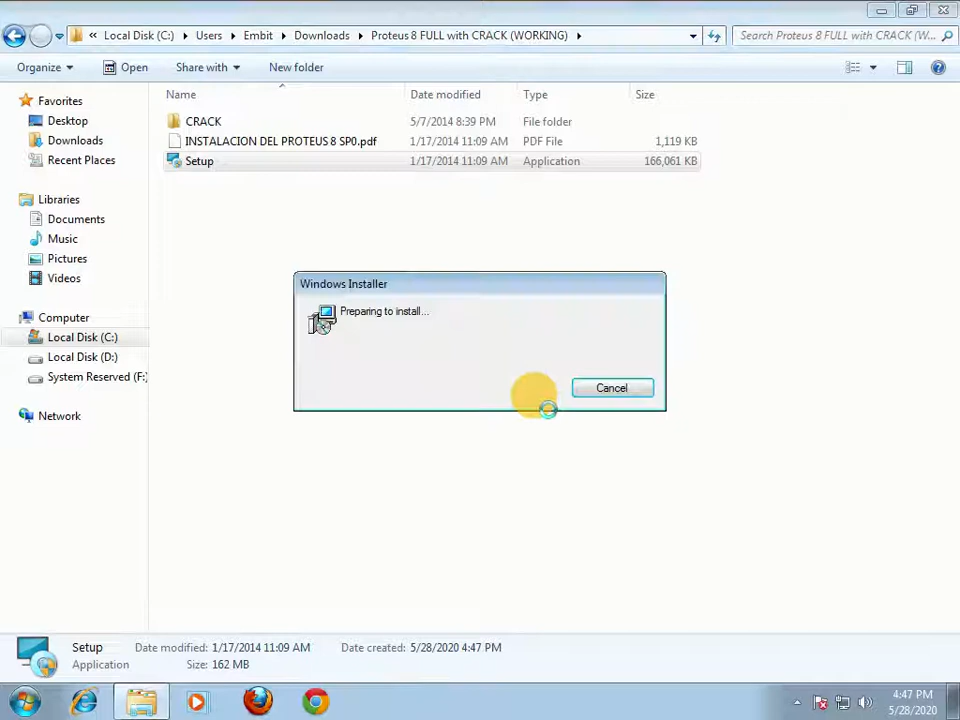 « Local Disk (C:) ▸ Users ▸ Embit ▸ Downloads ▸ Proteus 8 FULL with CRACK (WORKING) ▸
Search Proteus 8 FULL with CRACK (W...
Organize ▾ Open Share with ▾ New folder
Name Date modified Type Size
CRACK 5/7/2014 8:39 PM File folder
INSTALACION DEL PROTEUS 8 SP0.pdf 1/17/2014 11:09 AM PDF File 1,119 KB
Setup 1/17/2014 11:09 AM Application 166,061 KB
Favorites
Desktop
Downloads
Recent Places
Libraries
Documents
Music
Pictures
Videos
Computer
Local Disk (C:)
Local Disk (D:)
System Reserved (F:)
Network
Windows Installer
Preparing to install...
Cancel
Setup Date modified: 1/17/2014 11:09 AM Date created: 5/28/2020 4:47 PM
Application Size: 162 MB
4:47 PM
5/28/2020